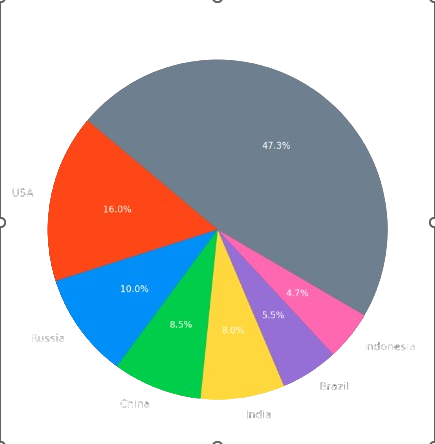 47.3%
USA
16.0%
10.0%
4.7%
5.5%
8.5%
8.0%
Russia
Indonesia
Brazil
China
India